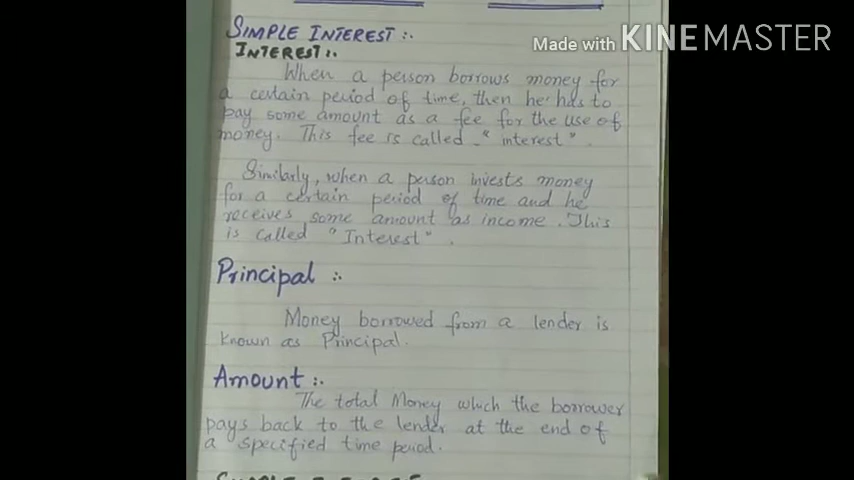 SIMPLE INTEREST :.
Made with KINEMASTER
INTEREST :.
When a person borrows money for
a certain period of time, then he has to
pay some amount as a fee for the use of
money. This fee is called "interest".
Similarly, when a person invests money
for a certain period of time and he
receives some amount as income. This
is called "Interest".
Principal :.
Money borrowed from a lender is
known as Principal.
Amount :.
The total Money which the borrower
pays back to the lender at the end of
a specified time period.